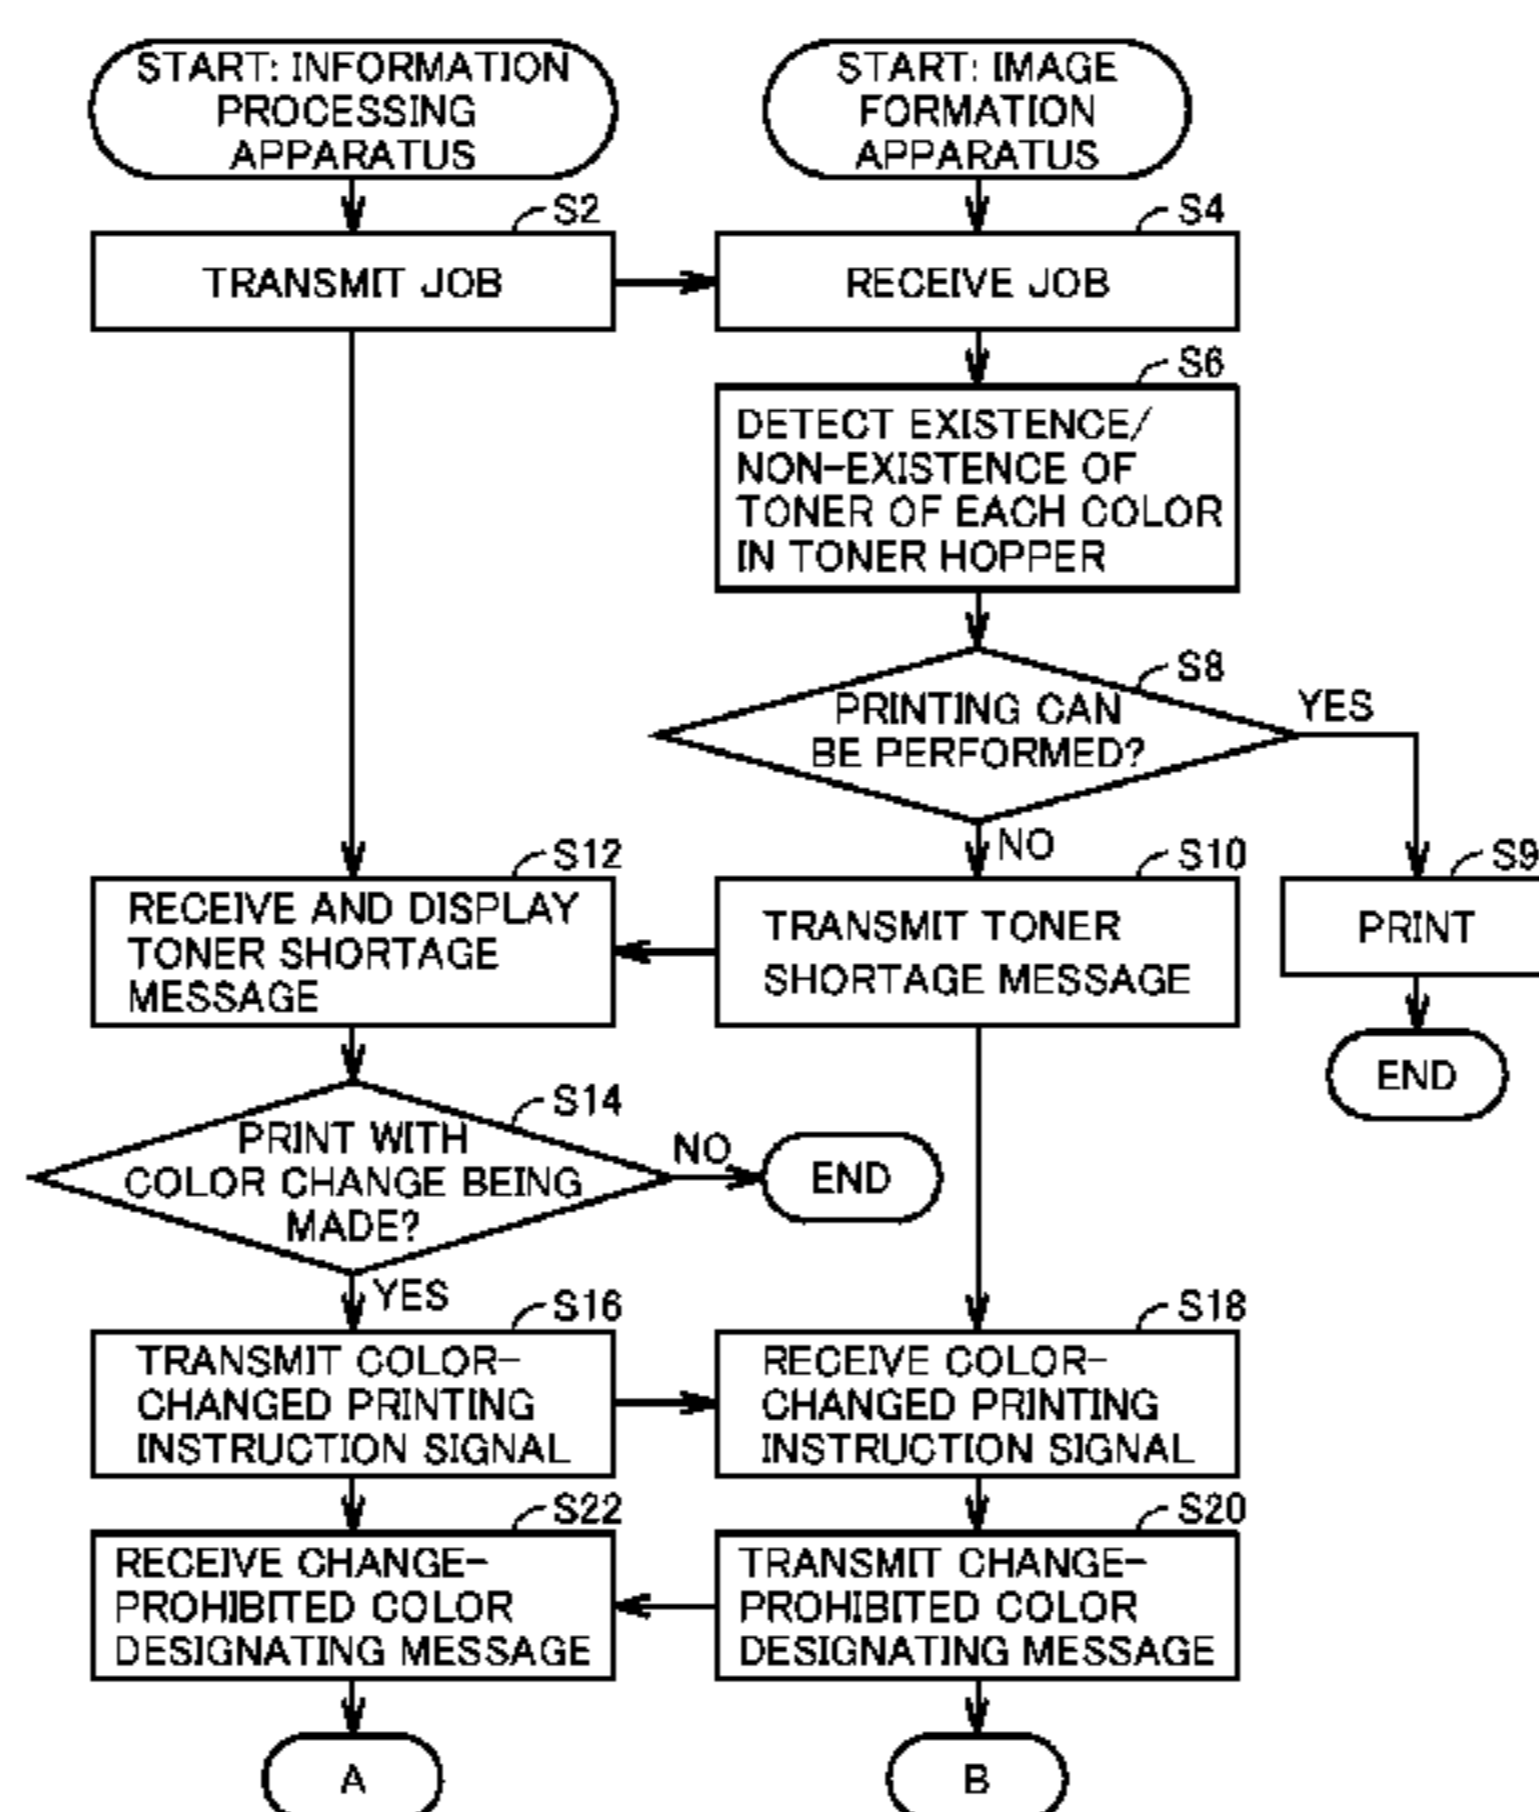 START: INFORMATION
PROCESSING
APPARATUS
START: IMAGE
FORMATION
APPARATUS
S2
TRANSMIT JOB
S4
RECEIVE JOB
S6
DETECT EXISTENCE/
NON-EXISTENCE OF
TONER OF EACH COLOR
IN TONER HOPPER
S8
PRINTING CAN
BE PERFORMED?
YES
NO
S9
PRINT
END
S10
TRANSMIT TONER
SHORTAGE MESSAGE
S12
RECEIVE AND DISPLAY
TONER SHORTAGE
MESSAGE
S14
PRINT WITH
COLOR CHANGE BEING
MADE?
NO
END
YES
S16
TRANSMIT COLOR-
CHANGED PRINTING
INSTRUCTION SIGNAL
S18
RECEIVE COLOR-
CHANGED PRINTING
INSTRUCTION SIGNAL
S22
RECEIVE CHANGE-
PROHIBITED COLOR
DESIGNATING MESSAGE
S20
TRANSMIT CHANGE-
PROHIBITED COLOR
DESIGNATING MESSAGE
A
B